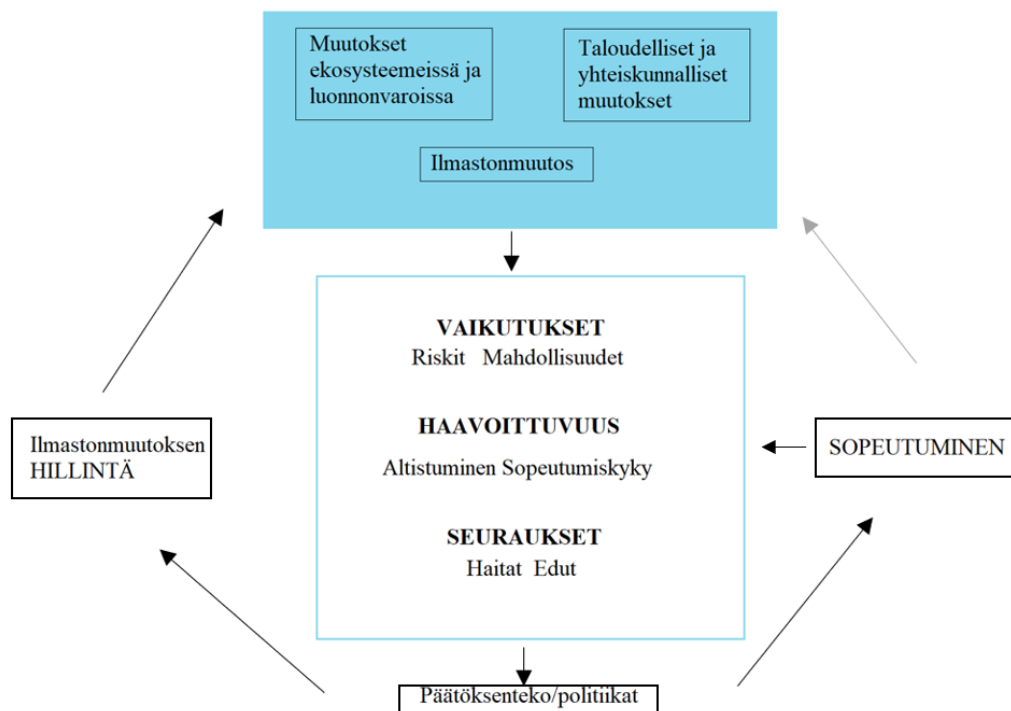 Muutokset
ekosysteemeissä ja
luonnonvaroissa
Taloudelliset ja
yhteiskunnalliset
muutokset
Ilmastonmuutos
VAIKUTUKSET
Riskit Mahdollisuudet
HAAVOITTUVUUS
Altistuminen Sopeutumiskyky
SEURAUKSET
Haitat Edut
Ilmastonmuutoksen
HILLINTÄ
SOPEUTUMINEN
Päätöksenteko/politiikat